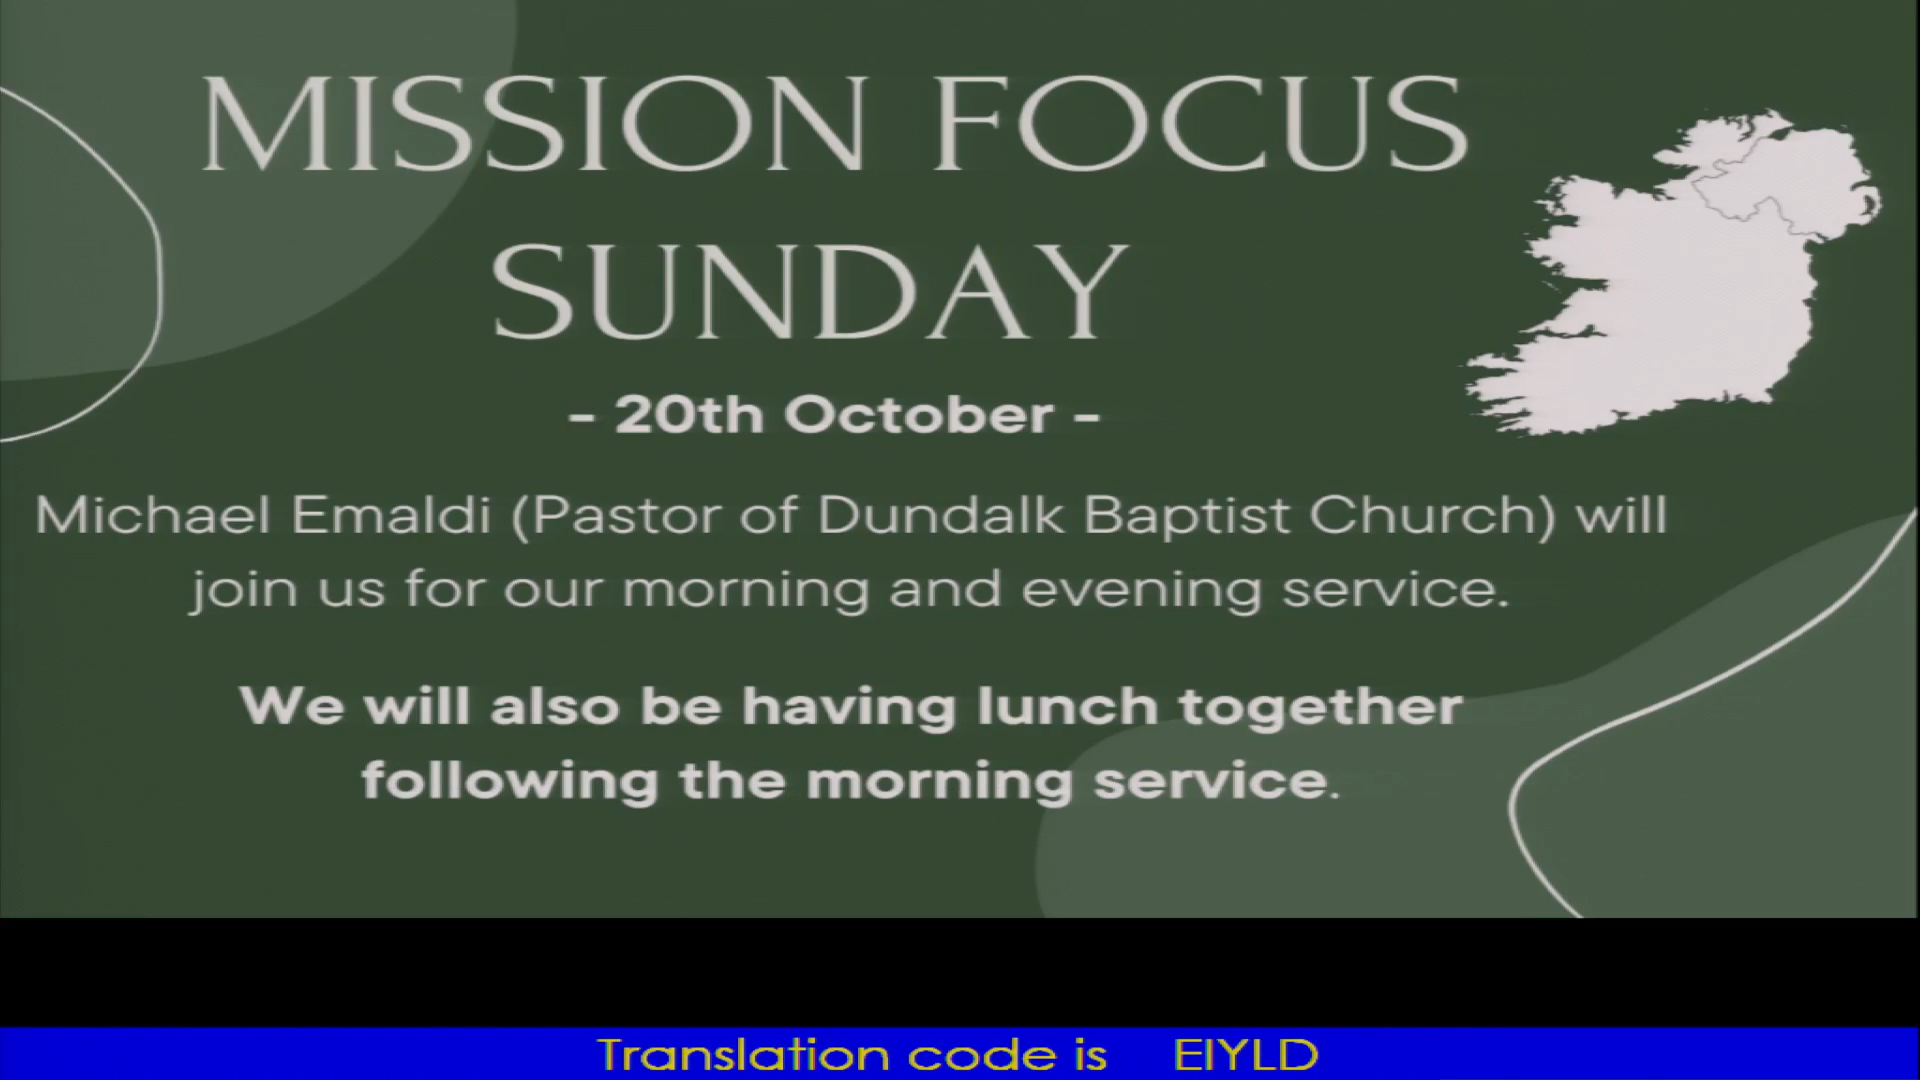 MISSION FOCUS
SUNDAY
- 20th October -
Michael Emaldi (Pastor of Dundalk Baptist Church) will
join us for our morning and evening service.
We will also be having lunch together
following the morning service.
Translation code is EIYLD